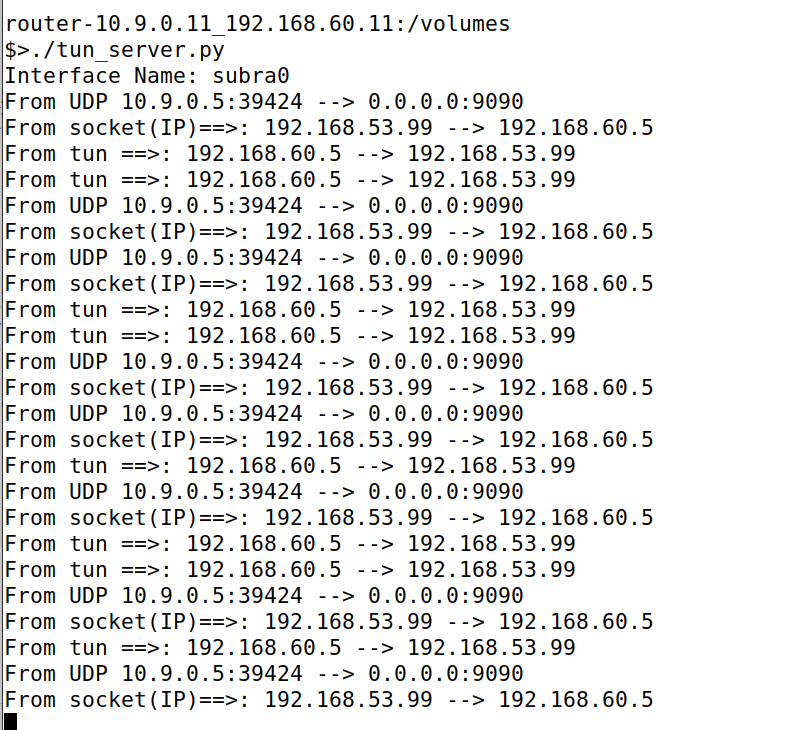 router-10.9.0.11_192.168.60.11:/volumes
$>./tun_server.py
Interface Name: subra0
From UDP 10.9.0.5:39424 --> 0.0.0.0:9090
From socket(IP)==>: 192.168.53.99 --> 192.168.60.5
From tun ==>: 192.168.60.5 --> 192.168.53.99
From tun ==>: 192.168.60.5 --> 192.168.53.99
From UDP 10.9.0.5:39424 --> 0.0.0.0:9090
From socket(IP)==>: 192.168.53.99 --> 192.168.60.5
From UDP 10.9.0.5:39424 --> 0.0.0.0:9090
From socket(IP)==>: 192.168.53.99 --> 192.168.60.5
From tun ==>: 192.168.60.5 --> 192.168.53.99
From tun ==>: 192.168.60.5 --> 192.168.53.99
From UDP 10.9.0.5:39424 --> 0.0.0.0:9090
From socket(IP)==>: 192.168.53.99 --> 192.168.60.5
From UDP 10.9.0.5:39424 --> 0.0.0.0:9090
From socket(IP)==>: 192.168.53.99 --> 192.168.60.5
From tun ==>: 192.168.60.5 --> 192.168.53.99
From UDP 10.9.0.5:39424 --> 0.0.0.0:9090
From socket(IP)==>: 192.168.53.99 --> 192.168.60.5
From tun ==>: 192.168.60.5 --> 192.168.53.99
From tun ==>: 192.168.60.5 --> 192.168.53.99
From UDP 10.9.0.5:39424 --> 0.0.0.0:9090
From socket(IP)==>: 192.168.53.99 --> 192.168.60.5
From tun ==>: 192.168.60.5 --> 192.168.53.99
From UDP 10.9.0.5:39424 --> 0.0.0.0:9090
From socket(IP)==>: 192.168.53.99 --> 192.168.60.5